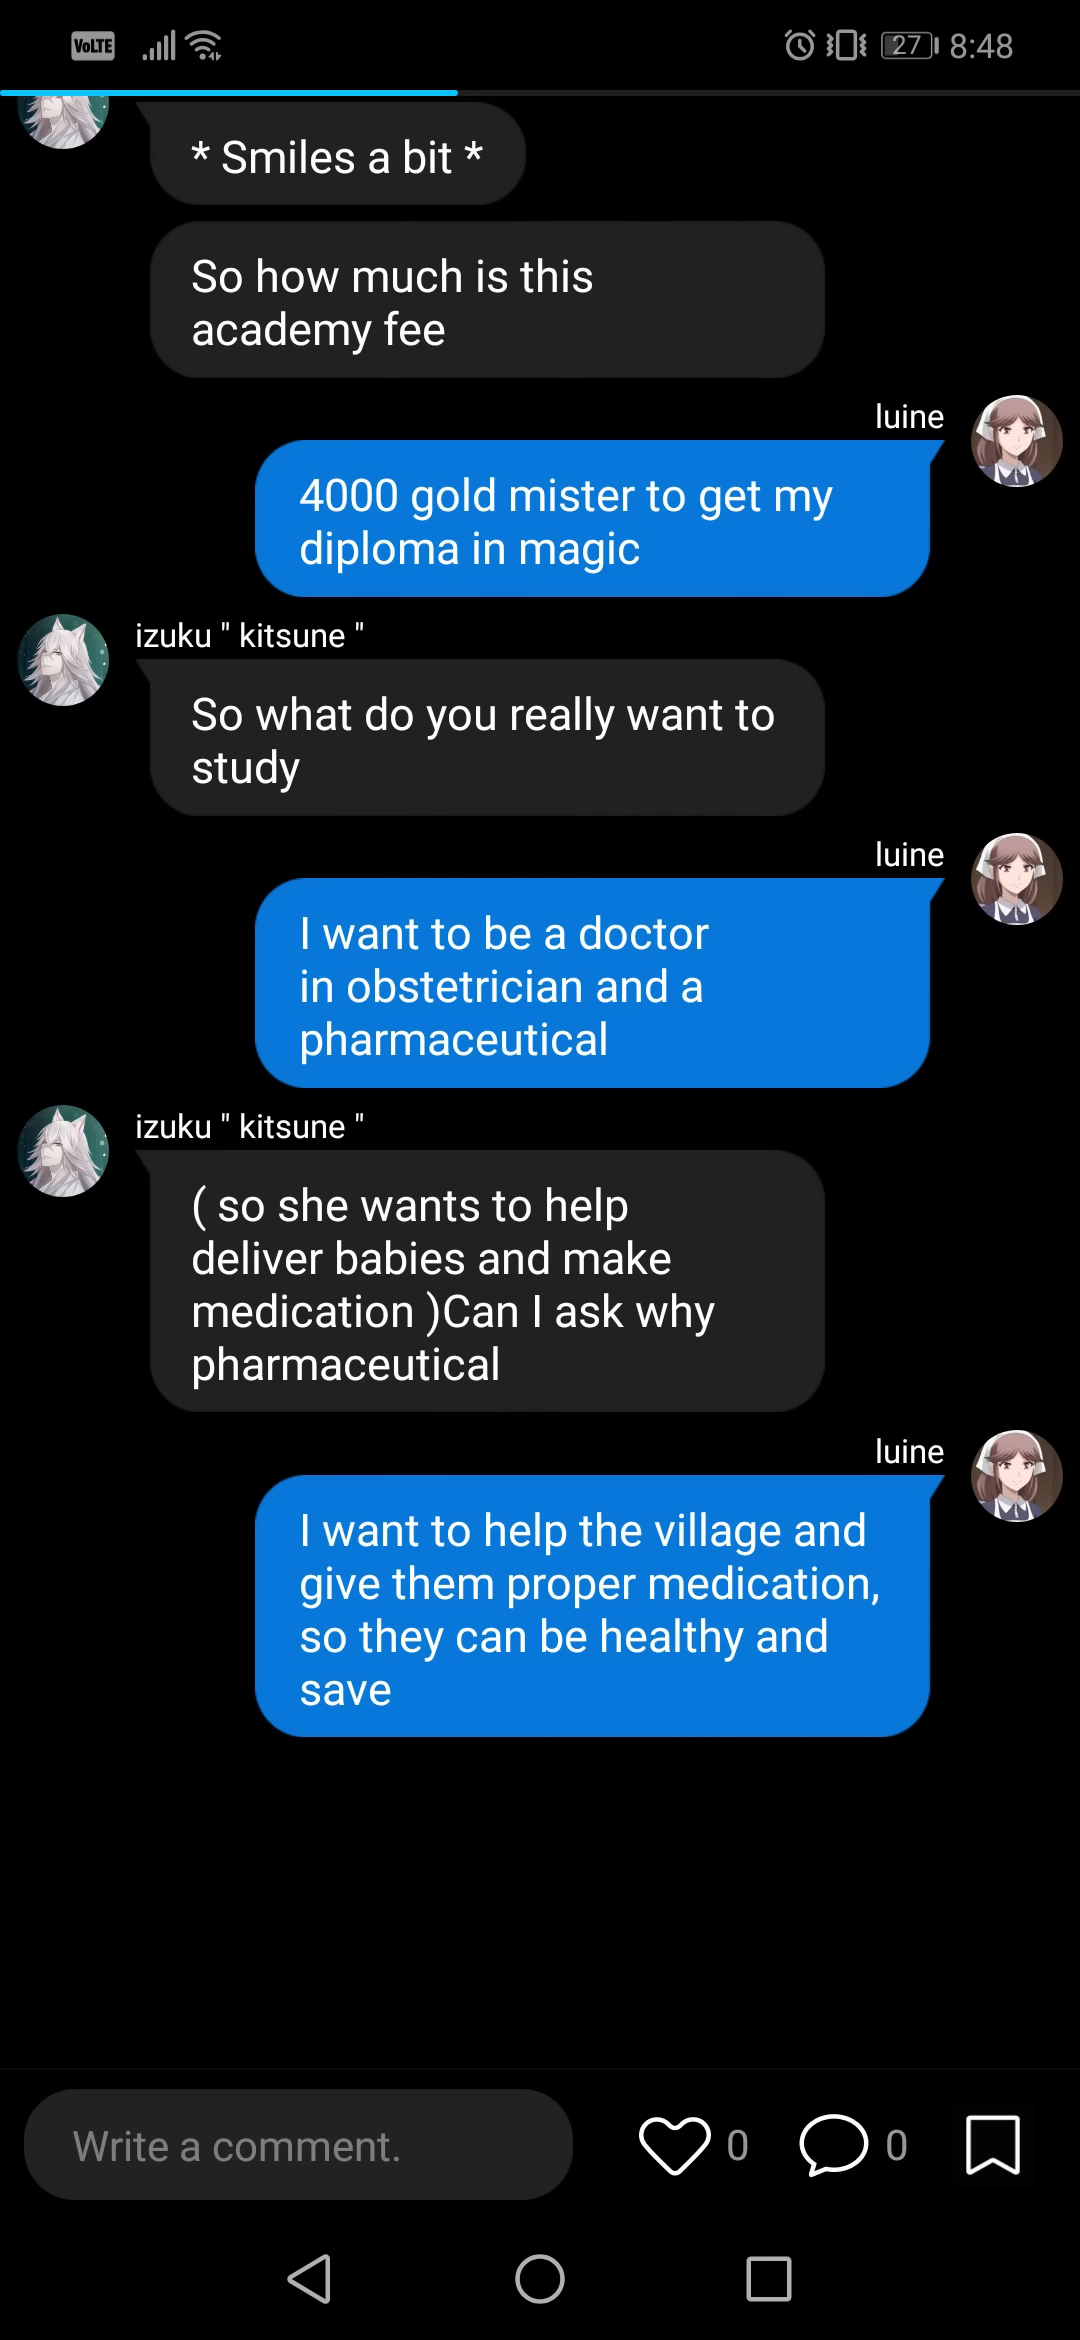 VoLTE 27 8:48
* Smiles a bit *
So how much is this
academy fee
luine
4000 gold mister to get my
diploma in magic
izuku " kitsune "
So what do you really want to
study
luine
I want to be a doctor
in obstetrician and a
pharmaceutical
izuku " kitsune "
( so she wants to help
deliver babies and make
medication )Can I ask why
pharmaceutical
luine
I want to help the village and
give them proper medication,
so they can be healthy and
save
Write a comment. 0 0